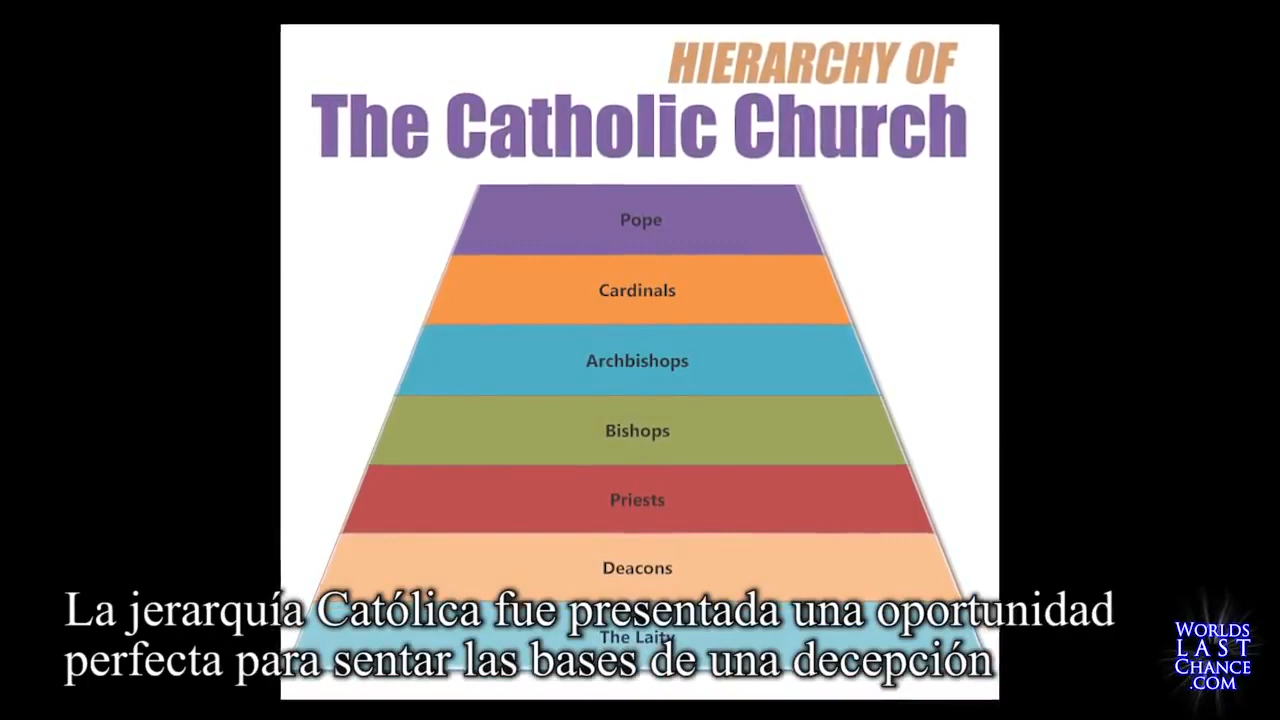 HIERARCHY OF
The Catholic Church
Pope
Cardinals
Archbishops
Bishops
Priests
Deacons
The Laity
La jerarquía Católica fue presentada una oportunidad
perfecta para sentar las bases de una decepción
WORLDS
LAST
CHANCE
.COM